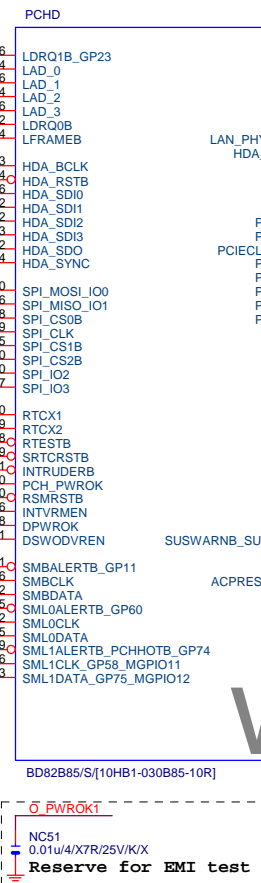 PCHD
LDRQ1B_GP23
LAD_0
LAD_1
LAD_2
LAD_3
LDRQ0B
LFRAMEB
HDA_BCLK
HDA_RSTB
HDA_SDI0
HDA_SDI1
HDA_SDI2
HDA_SDI3
HDA_SDO
HDA_SYNC
SPI_MOSI_IO0
SPI_MISO_IO1
SPI_CS0B
SPI_CLK
SPI_CS1B
SPI_CS2B
SPI_IO2
SPI_IO3
RTCX1
RTCX2
RTESTB
SRTCRSTB
INTRUDERB
PCH_PWROK
RSMRSTB
INTVRMEN
DPWROK
DSWODVREN
SUSWARNB_SU
SMBALERTB_GP11
SMBCLK
ACPRES
SMBDATA
SML0ALERTB_GP60
SML0CLK
SML0DATA
SML1ALERTB_PCHHOTB_GP74
SML1CLK_GP58_MGPIO11
SML1DATA_GP75_MGPIO12
BD82B85/S/[10HB1-030B85-10R]
O_PWROK1
NC51
0.01u/4/X7R/25V/K/X
Reserve for EMI test